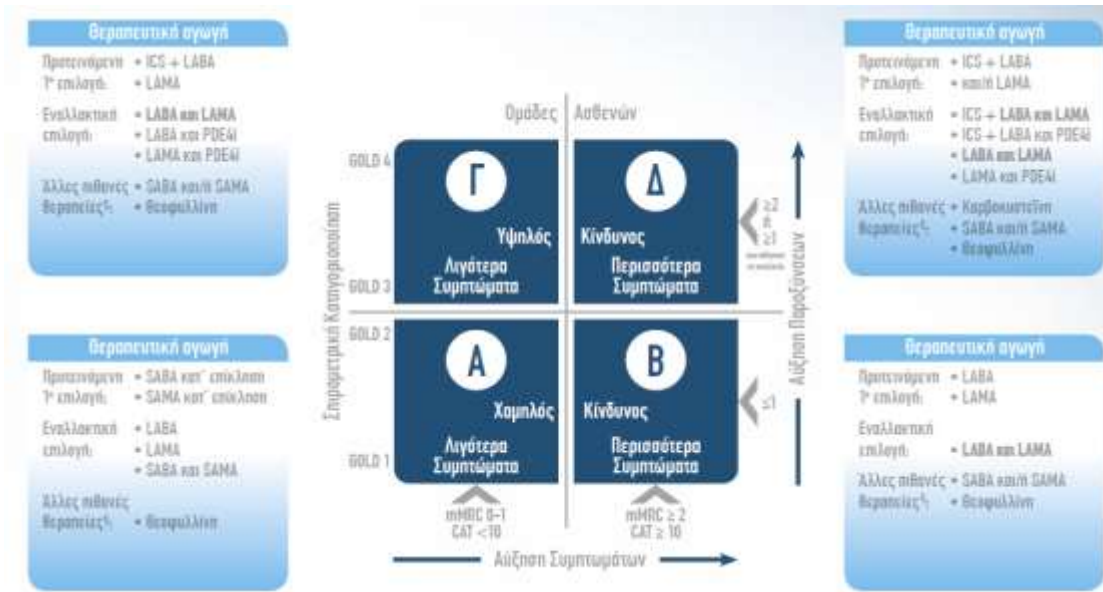 Θεραπευτική αγωγή
Προτεινόμενη • ICS + LABA
1η επιλογή: • LAMA
Εναλλακτική • LABA και LAMA
επιλογή: • LABA και PDE4i
• LAMA και PDE4i
Άλλες πιθανές • SABA και/ή SAMA
θεραπείες: • Θεοφυλλίνη
Θεραπευτική αγωγή
Προτεινόμενη • ICS + LABA
1η επιλογή: • και/ή LAMA
Εναλλακτική • ICS + LABA και LAMA
επιλογή: • ICS + LABA και PDE4i
• LABA και LAMA
• LAMA και PDE4i
Άλλες πιθανές • Καρβοκυστεΐνη
θεραπείες: • SABA και/ή SAMA
• Θεοφυλλίνη
Ομάδες Ασθενών
Σπιρομετρική Κατηγοριοποίηση
GOLD 4
GOLD 3
GOLD 2
GOLD 1
Γ
Υψηλός
Λιγότερα
Συμπτώματα
Δ
Κίνδυνος
Περισσότερα
Συμπτώματα
Α
Χαμηλός
Λιγότερα
Συμπτώματα
Β
Κίνδυνος
Περισσότερα
Συμπτώματα
≥2
ή
≥1
≤1
Αύξηση Παροξύνσεων
mMRC 0-1
CAT <10
mMRC ≥ 2
CAT ≥ 10
Αύξηση Συμπτωμάτων
Θεραπευτική αγωγή
Προτεινόμενη • SABA κατ' επίκληση
1η επιλογή: • SAMA κατ' επίκληση
Εναλλακτική • LABA
επιλογή: • LAMA
• SABA και SAMA
Άλλες πιθανές
θεραπείες: • Θεοφυλλίνη
Θεραπευτική αγωγή
Προτεινόμενη • LABA
1η επιλογή: • LAMA
Εναλλακτική
επιλογή: • LABA και LAMA
Άλλες πιθανές • SABA και/ή SAMA
θεραπείες: • Θεοφυλλίνη